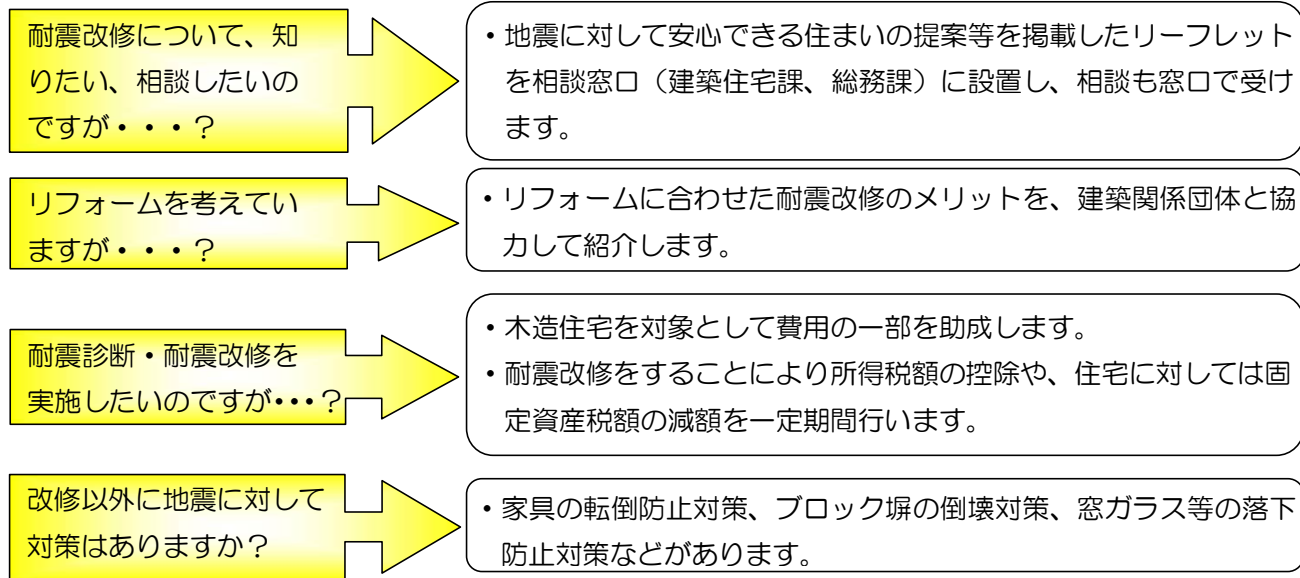 耐震改修について、知
りたい、相談したいの
ですが・・・？
・地震に対して安心できる住まいの提案等を掲載したリーフレット
を相談窓口（建築住宅課、総務課）に設置し、相談も窓口で受け
ます。
リフォームを考えてい
ますが・・・？
・リフォームに合わせた耐震改修のメリットを、建築関係団体と協
力して紹介します。
耐震診断・耐震改修を
実施したいのですが・・・？
・木造住宅を対象として費用の一部を助成します。
・耐震改修をすることにより所得税額の控除や、住宅に対しては固
定資産税額の減額を一定期間行います。
改修以外に地震に対して
対策はありますか？
・家具の転倒防止対策、ブロック塀の倒壊対策、窓ガラス等の落下
防止対策などがあります。